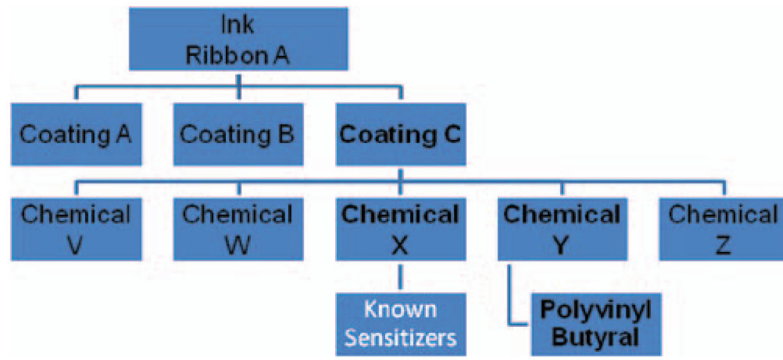 Ink
Ribbon A
Coating A
Coating B
Coating C
Chemical
V
Chemical
W
Chemical
X
Chemical
Y
Chemical
Z
Known
Sensitizers
Polyvinyl
Butyral